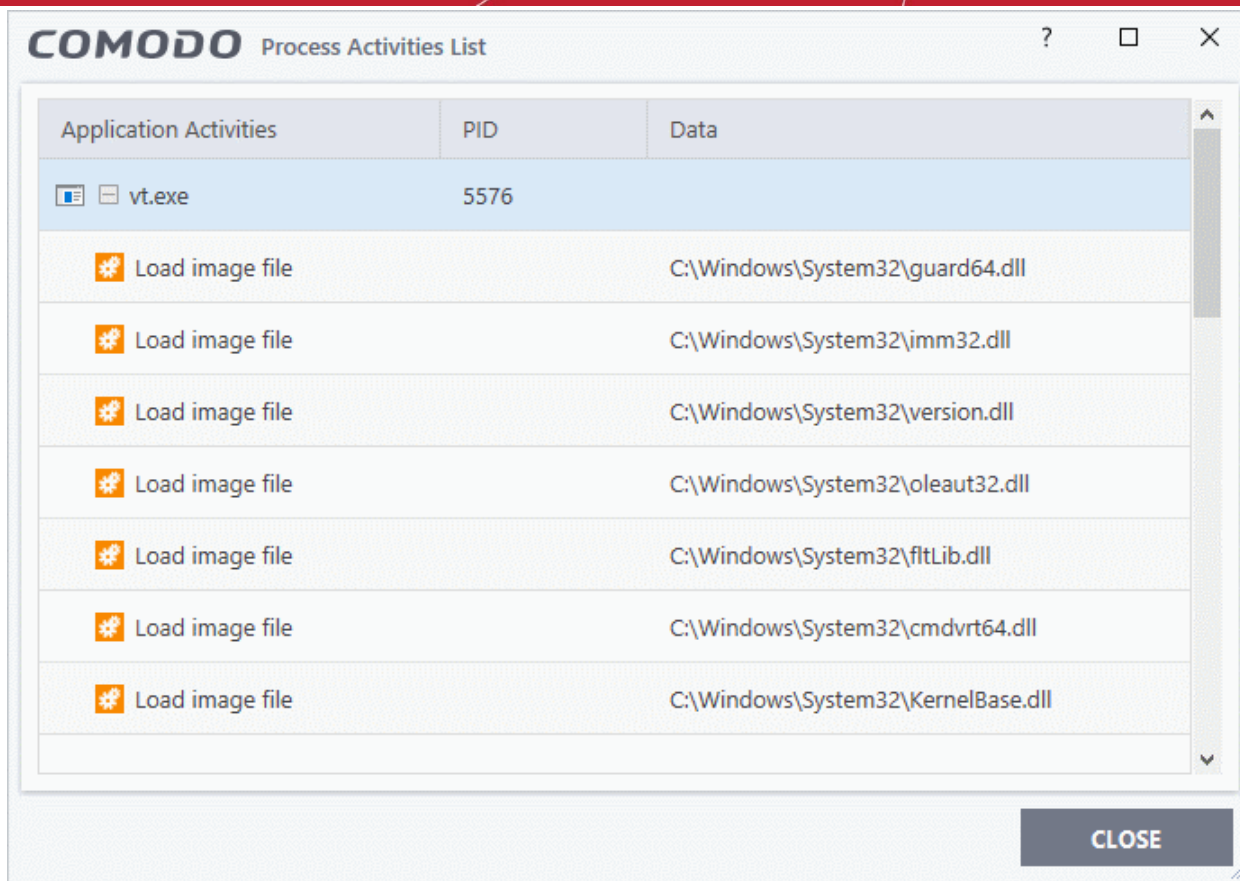 COMODO Process Activities List ?
Application Activities PID Data
vt.exe 5576
Load image file C:\Windows\System32\guard64.dll
Load image file C:\Windows\System32\imm32.dll
Load image file C:\Windows\System32\version.dll
Load image file C:\Windows\System32\oleaut32.dll
Load image file C:\Windows\System32\fltLib.dll
Load image file C:\Windows\System32\cmdvrt64.dll
Load image file C:\Windows\System32\KernelBase.dll
CLOSE